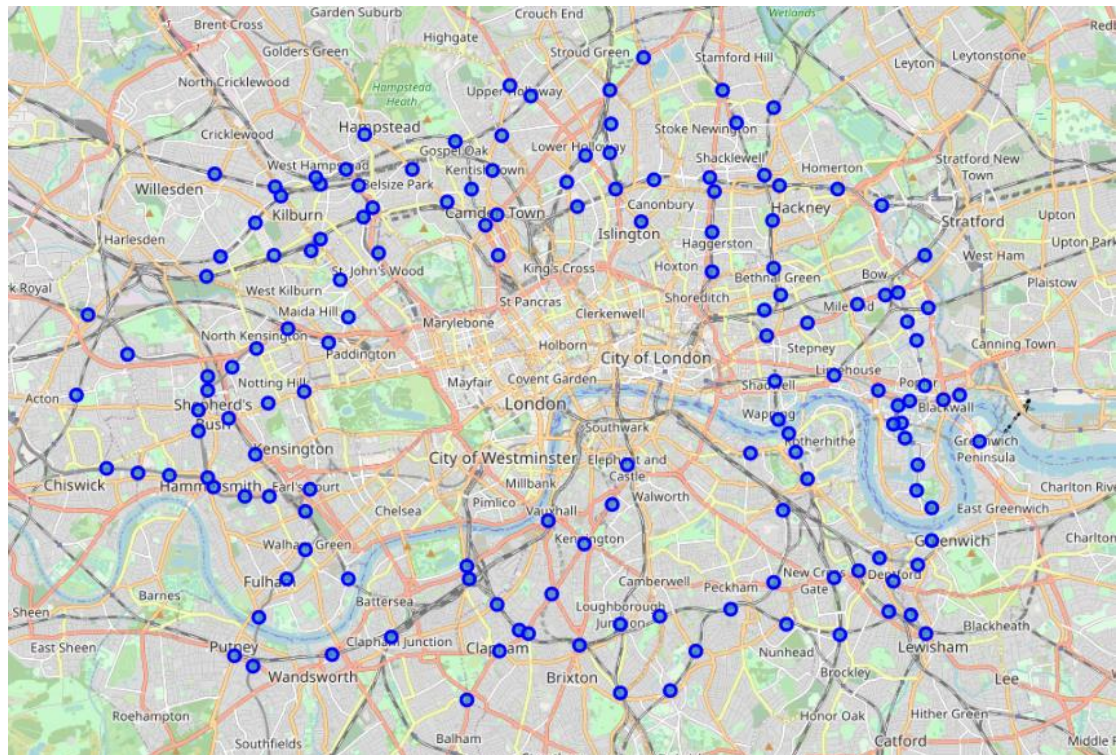 Brent Cross
Garden Suburb
Crouch End
Wetlands
Golders Green
Highgate
Stroud Green
Stamford Hill
Leyton
Leytonstone
North Cricklewood
Hampstead
Heath
Upper Holloway
Cricklewood
Hampstead
Gospel Oak
Lower Holloway
Stoke Newington
West Hampstead
Shacklewell
Homerton
Stratford New
Town
Willesden
Belsize Park
Kentish Town
Kilburn
Camden Town
Canonbury
Hackney
Stratford
Upton
Harlesden
Islington
Haggerston
West Ham
Upton Park
St. John's Wood
King's Cross
Hoxton
Bethnal Green
Bow
Plaistow
Royal
West Kilburn
St Pancras
Shoreditch
Mile End
Maida Hill
Marylebone
Clerkenwell
North Kensington
Paddington
Holborn
City of London
Stepney
Canning Town
Acton
Notting Hill
Mayfair
Covent Garden
Shadwell
Limehouse
Shepherd's
Bush
London
Wapping
Blackwall
Southwark
Rotherhithe
Greenwich
Peninsula
Kensington
City of Westminster
Elephant and
Castle
Chiswick
Hammersmith
Earl's Court
Millbank
Walworth
Pimlico
Chelsea
Vauxhall
East Greenwich
Walham Green
Kennington
Greenwich
Charlton
Fulham
Camberwell
Peckham
New Cross
Gate
Deptford
Sheen
Barnes
Battersea
Loughborough
Junction
East Sheen
Putney
Clapham Junction
Clapham
Nunhead
Blackheath
Lewisham
Wandsworth
Brixton
Brockley
Lee
Roehampton
Honor Oak
Hither Green
Southfields
Balham
Catford